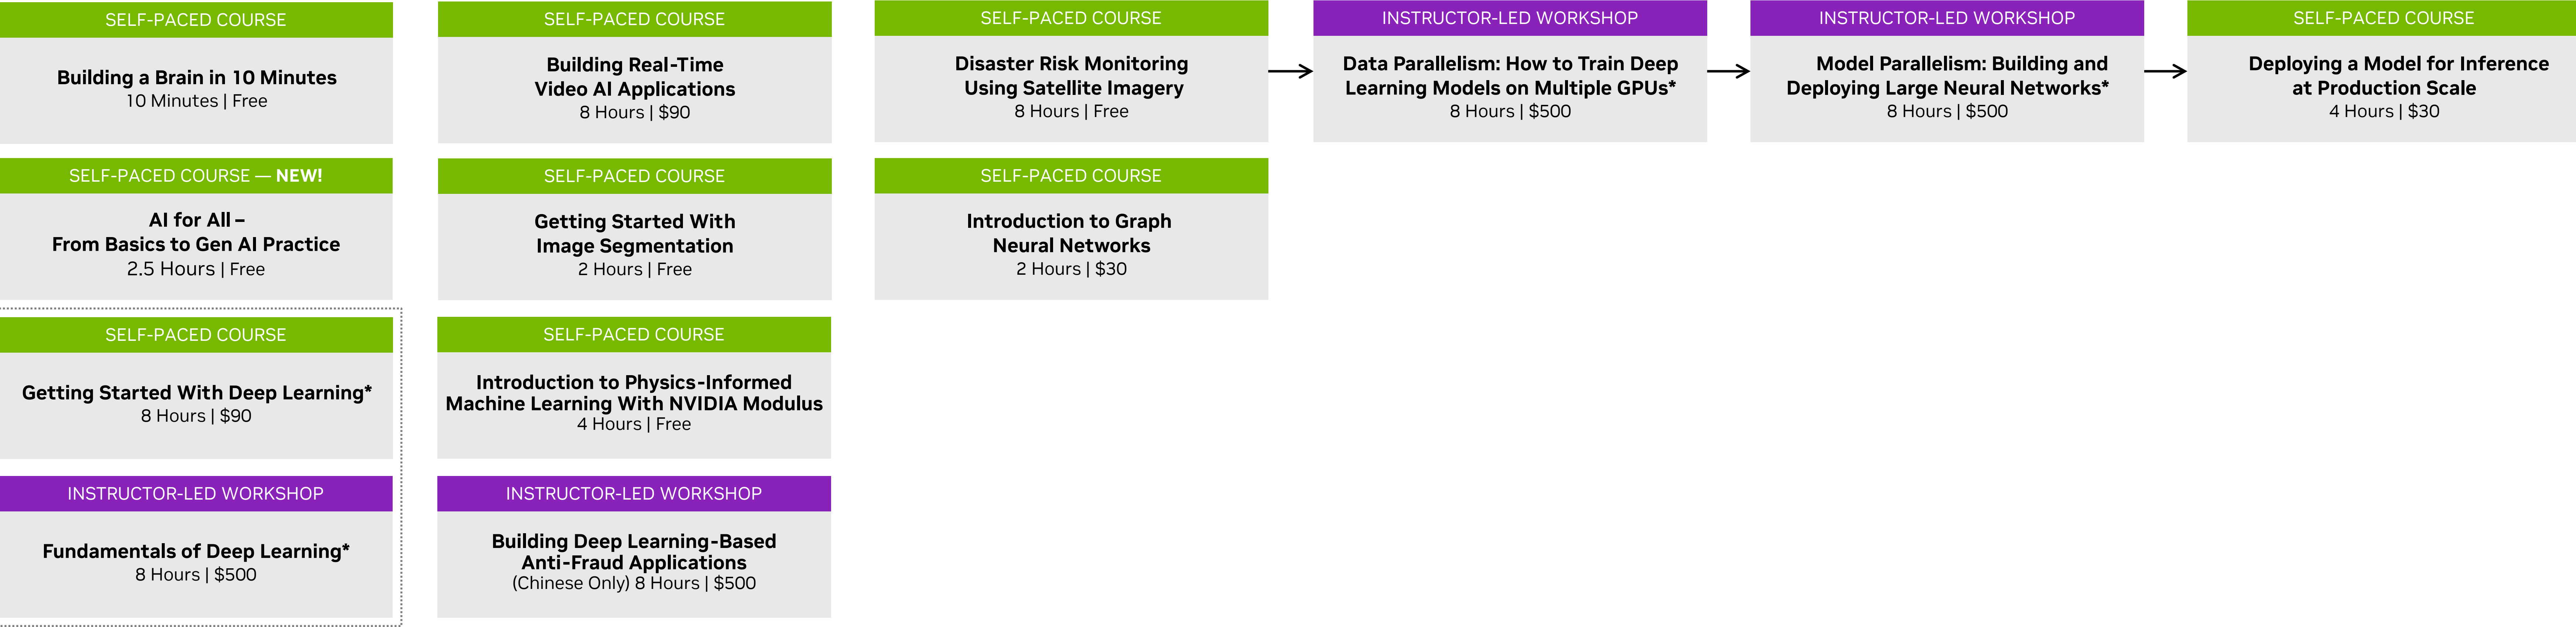 SELF-PACED COURSE
Building a Brain in 10 Minutes
10 Minutes | Free
SELF-PACED COURSE — NEW!
AI for All –
From Basics to Gen AI Practice
2.5 Hours | Free
SELF-PACED COURSE
Getting Started With Deep Learning*
8 Hours | $90
INSTRUCTOR-LED WORKSHOP
Fundamentals of Deep Learning*
8 Hours | $500
SELF-PACED COURSE
Building Real-Time
Video AI Applications
8 Hours | $90
SELF-PACED COURSE
Getting Started With
Image Segmentation
2 Hours | Free
SELF-PACED COURSE
Introduction to Physics-Informed
Machine Learning With NVIDIA Modulus
4 Hours | Free
INSTRUCTOR-LED WORKSHOP
Building Deep Learning-Based
Anti-Fraud Applications
(Chinese Only) 8 Hours | $500
SELF-PACED COURSE
Disaster Risk Monitoring
Using Satellite Imagery
8 Hours | Free
SELF-PACED COURSE
Introduction to Graph
Neural Networks
2 Hours | $30
INSTRUCTOR-LED WORKSHOP
Data Parallelism: How to Train Deep
Learning Models on Multiple GPUs*
8 Hours | $500
INSTRUCTOR-LED WORKSHOP
Model Parallelism: Building and
Deploying Large Neural Networks*
8 Hours | $500
SELF-PACED COURSE
Deploying a Model for Inference
at Production Scale
4 Hours | $30